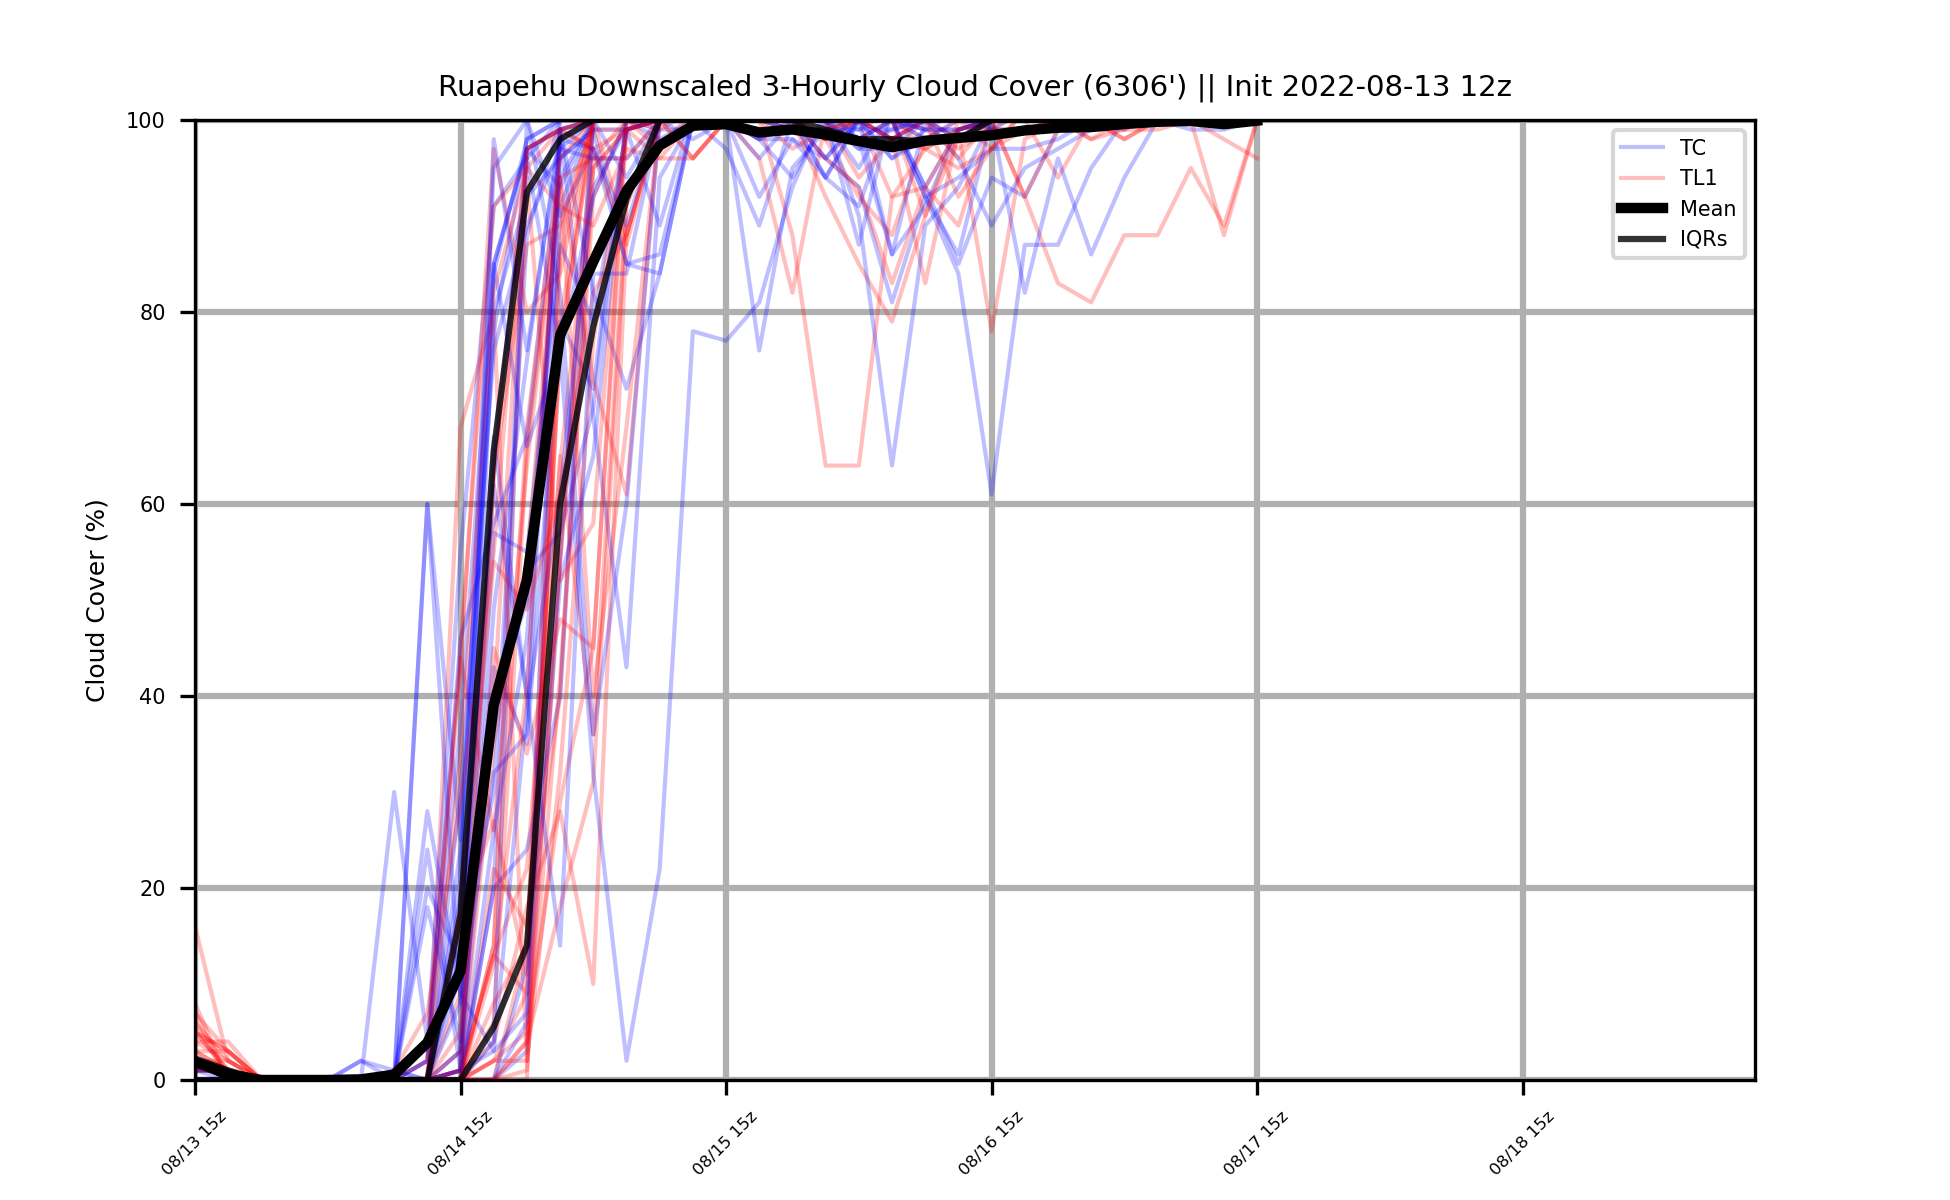 Ruapehu Downscaled 3-Hourly Cloud Cover (6306') || Init 2022-08-13 12z
TC
TL1
Mean
IQRs
Cloud Cover (%)
100
80
60
40
20
0
08/13 15z
08/14 15z
08/15 15z
08/16 15z
08/17 15z
08/18 15z